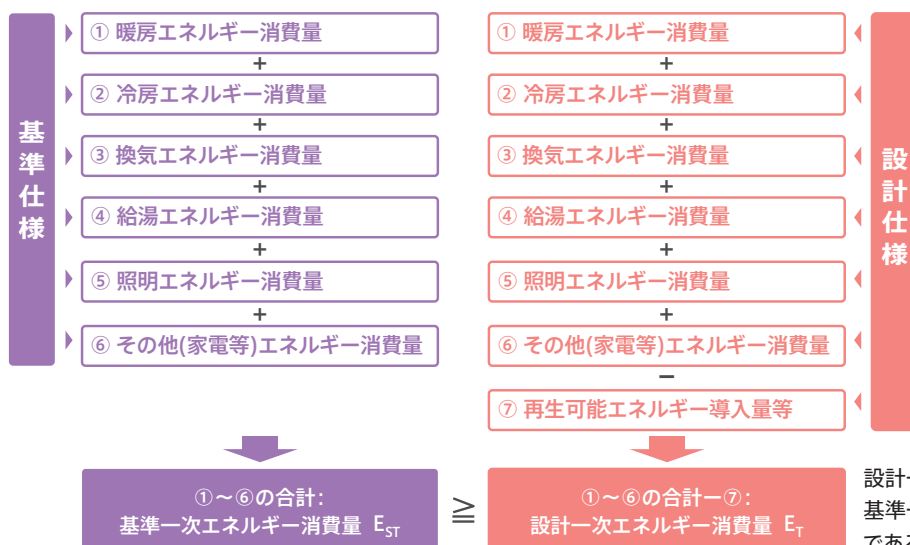 基準仕様
① 暖房エネルギー消費量
+
② 冷房エネルギー消費量
+
③ 換気エネルギー消費量
+
④ 給湯エネルギー消費量
+
⑤ 照明エネルギー消費量
+
⑥ その他(家電等)エネルギー消費量
①～⑥の合計:
基準一次エネルギー消費量 E_ST
≧
① 暖房エネルギー消費量
+
② 冷房エネルギー消費量
+
③ 換気エネルギー消費量
+
④ 給湯エネルギー消費量
+
⑤ 照明エネルギー消費量
+
⑥ その他(家電等)エネルギー消費量
−
⑦ 再生可能エネルギー導入量等
設計仕様
①～⑥の合計ー⑦:
設計一次エネルギー消費量 E_T
設計
基準
である